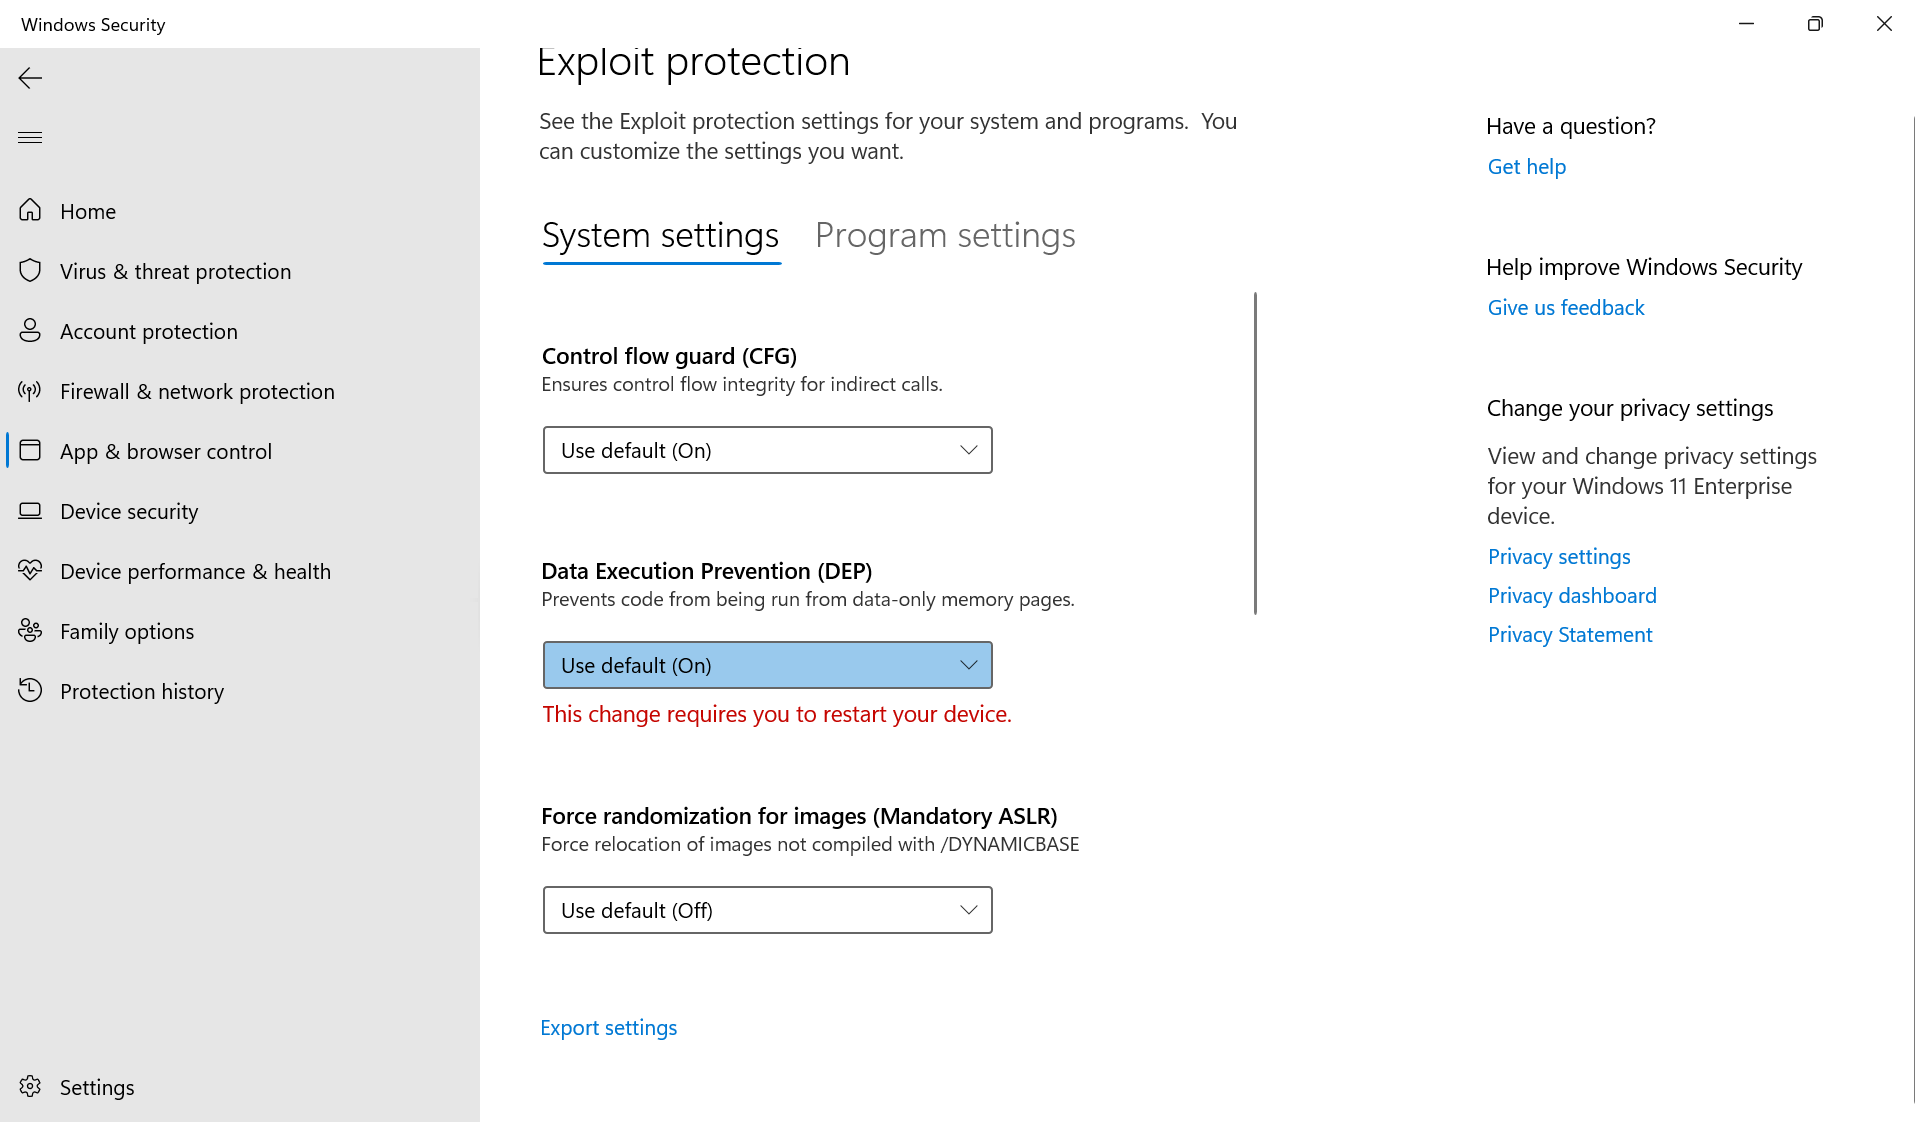 Windows Security
Home
Virus & threat protection
Account protection
Firewall & network protection
App & browser control
Device security
Device performance & health
Family options
Protection history
Settings
Exploit protection
See the Exploit protection settings for your system and programs.  You
can customize the settings you want.
System settings
Program settings
Control flow guard (CFG)
Ensures control flow integrity for indirect calls.
Use default (On)
Data Execution Prevention (DEP)
Prevents code from being run from data-only memory pages.
Use default (On)
This change requires you to restart your device.
Force randomization for images (Mandatory ASLR)
Force relocation of images not compiled with /DYNAMICBASE
Use default (Off)
Export settings
Have a question?
Get help
Help improve Windows Security
Give us feedback
Change your privacy settings
View and change privacy settings
for your Windows 11 Enterprise
device.
Privacy settings
Privacy dashboard
Privacy Statement